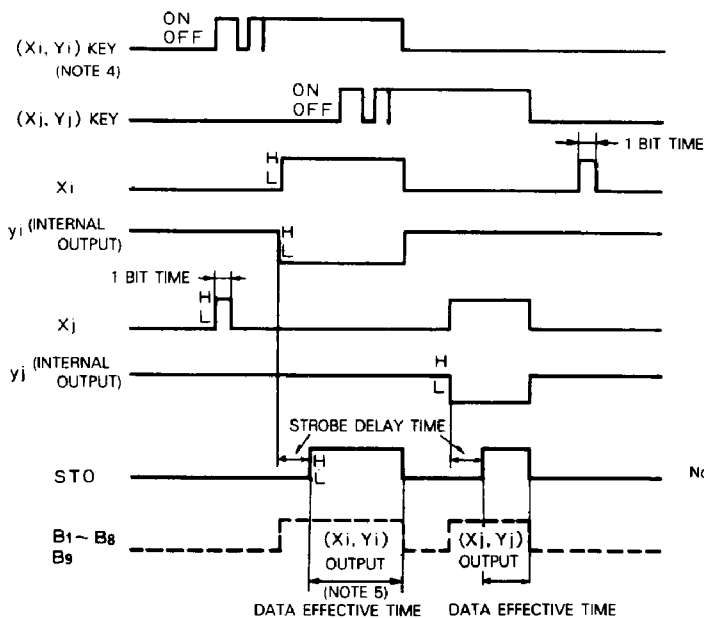 ON
OFF
(Xi, Yi) KEY
(NOTE 4)
ON
OFF
(Xj, Yj) KEY
1 BIT TIME
H
L
Xi
yi (INTERNAL
OUTPUT)
H
L
1 BIT TIME
H
L
Xj
yj (INTERNAL
OUTPUT)
H
L
STROBE DELAY TIME
H
L
STO
No
B1~B8
B9
(Xi, Yi)
OUTPUT
(Xj, Yj)
OUTPUT
(NOTE 5)
DATA EFFECTIVE TIME
DATA EFFECTIVE TIME